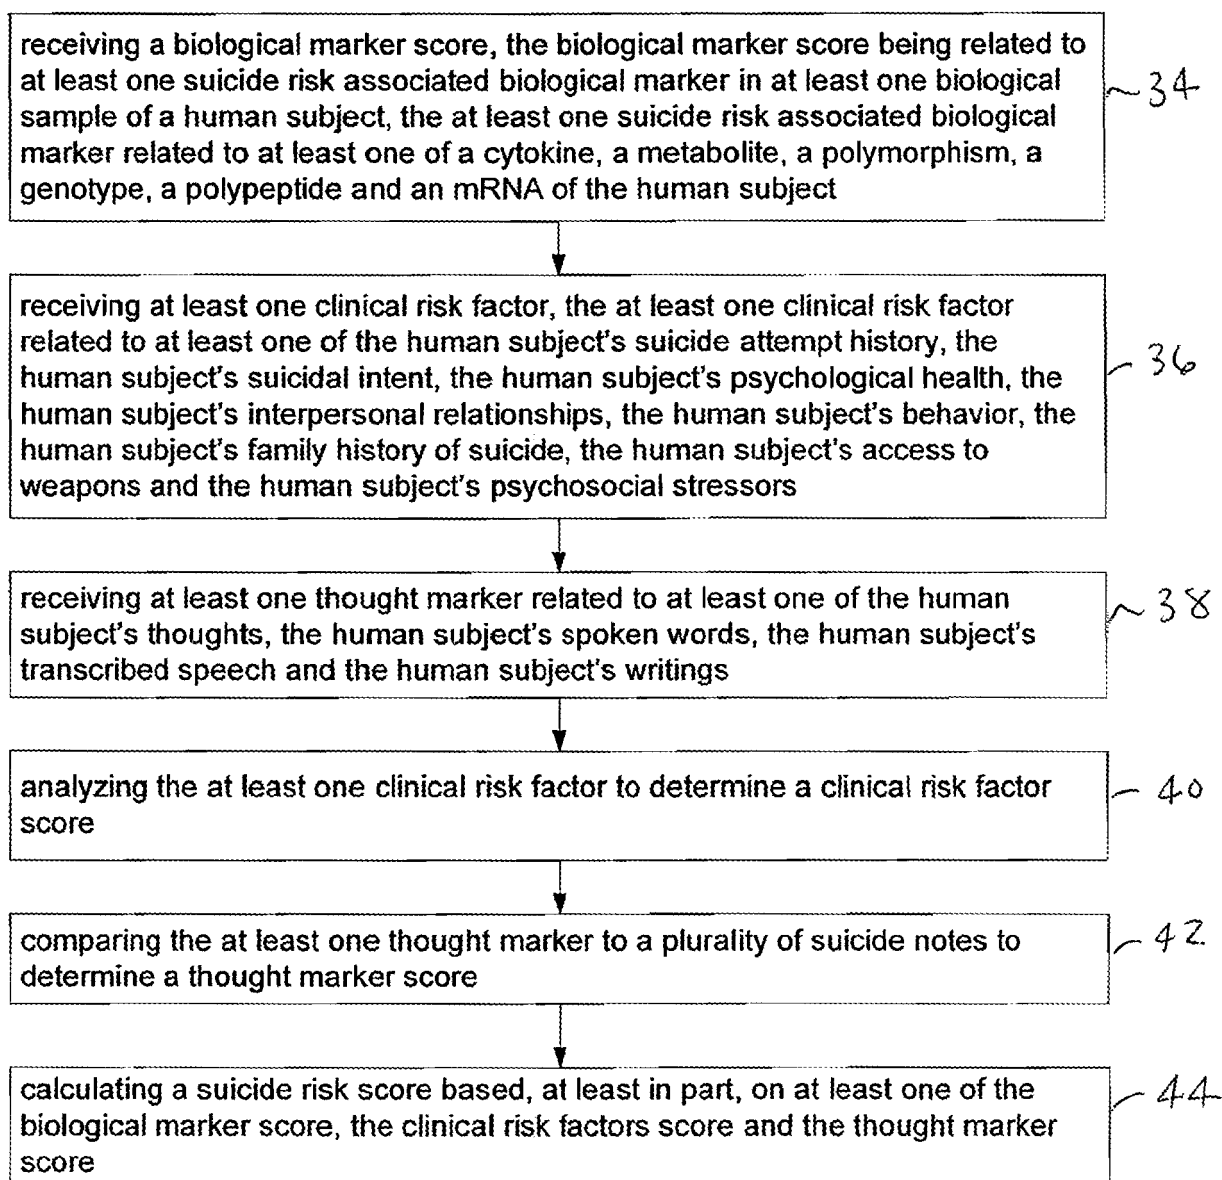 receiving a biological marker score, the biological marker score being related to
at least one suicide risk associated biological marker in at least one biological
sample of a human subject, the at least one suicide risk associated biological
marker related to at least one of a cytokine, a metabolite, a polymorphism, a
genotype, a polypeptide and an mRNA of the human subject
34
receiving at least one clinical risk factor, the at least one clinical risk factor
related to at least one of the human subject's suicide attempt history, the
human subject's suicidal intent, the human subject's psychological health, the
human subject's interpersonal relationships, the human subject's behavior, the
human subject's family history of suicide, the human subject's access to
weapons and the human subject's psychosocial stressors
36
receiving at least one thought marker related to at least one of the human
subject's thoughts, the human subject's spoken words, the human subject's
transcribed speech and the human subject's writings
38
analyzing the at least one clinical risk factor to determine a clinical risk factor
score
40
comparing the at least one thought marker to a plurality of suicide notes to
determine a thought marker score
42
calculating a suicide risk score based, at least in part, on at least one of the
biological marker score, the clinical risk factors score and the thought marker
score
44